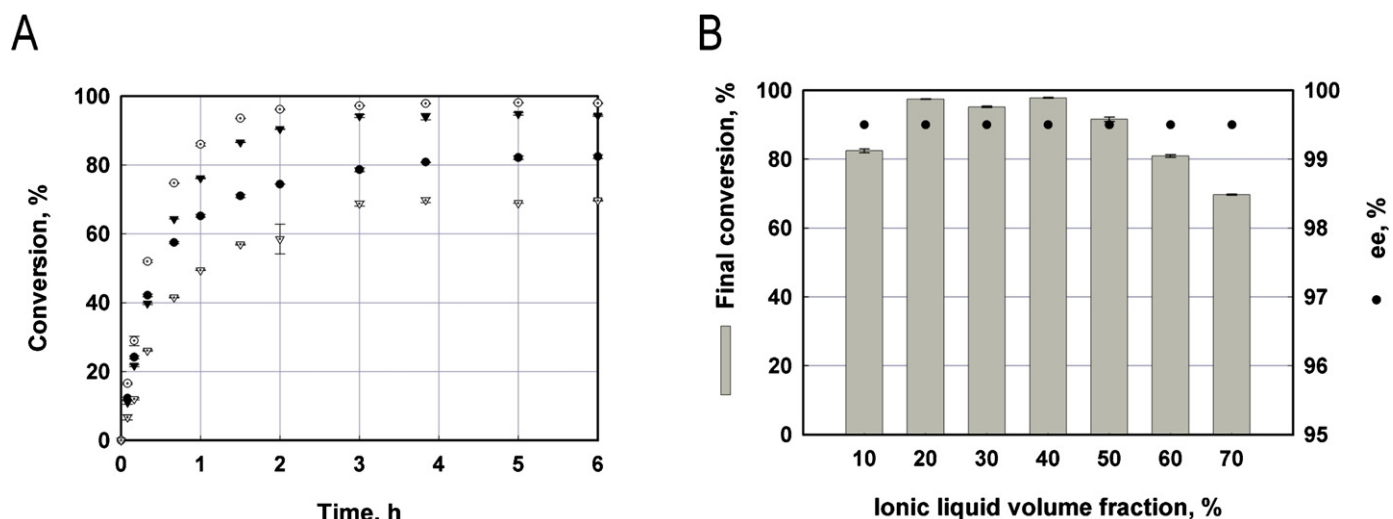 A
B
Conversion, %
100
80
60
40
20
0
0 1 2 3 4 5 6
Time, h
Final conversion, %
100
80
60
40
20
0
10 20 30 40 50 60 70
Ionic liquid volume fraction, %
100
99
98
97
96
95
ee, %